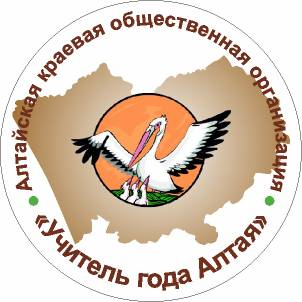 Алтайская краевая общественная организация
«Учитель года Алтая»